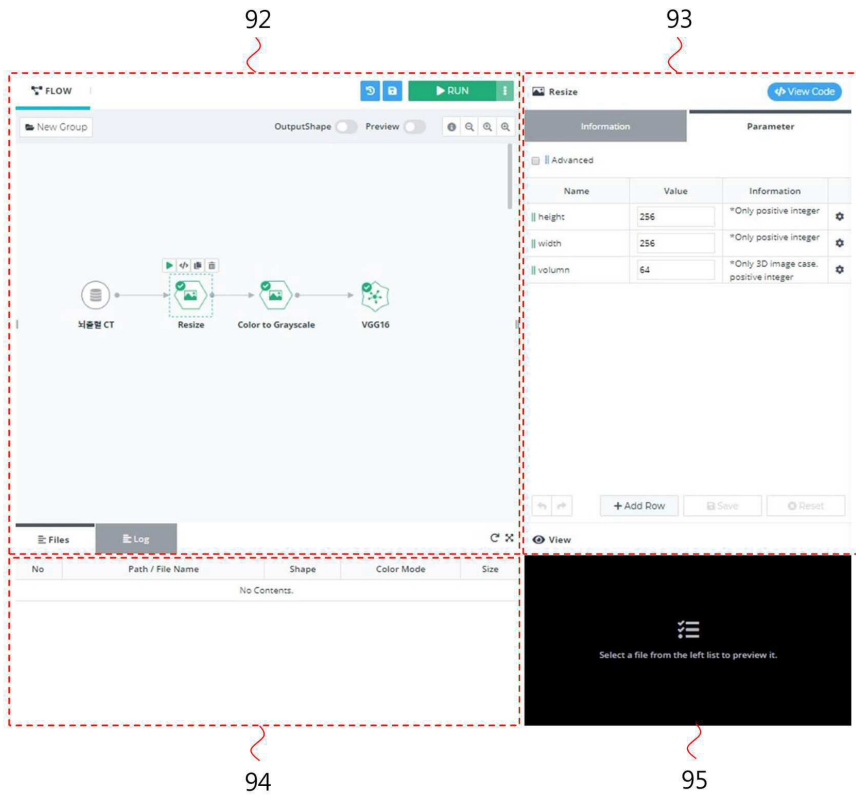 92
93
FLOW
RUN
Resize
</> View Code
New Group
OutputShape
Preview
Information
Parameter
Advanced
Name
Value
Information
height
256
*Only positive integer
width
256
*Only positive integer
volumn
64
*Only 3D image case.
positive integer
뇌출혈 CT
Resize
Color to Grayscale
VGG16
+ Add Row
Save
Reset
Files
Log
View
No
Path / File Name
Shape
Color Mode
Size
No Contents.
Select a file from the left list to preview it.
94
95